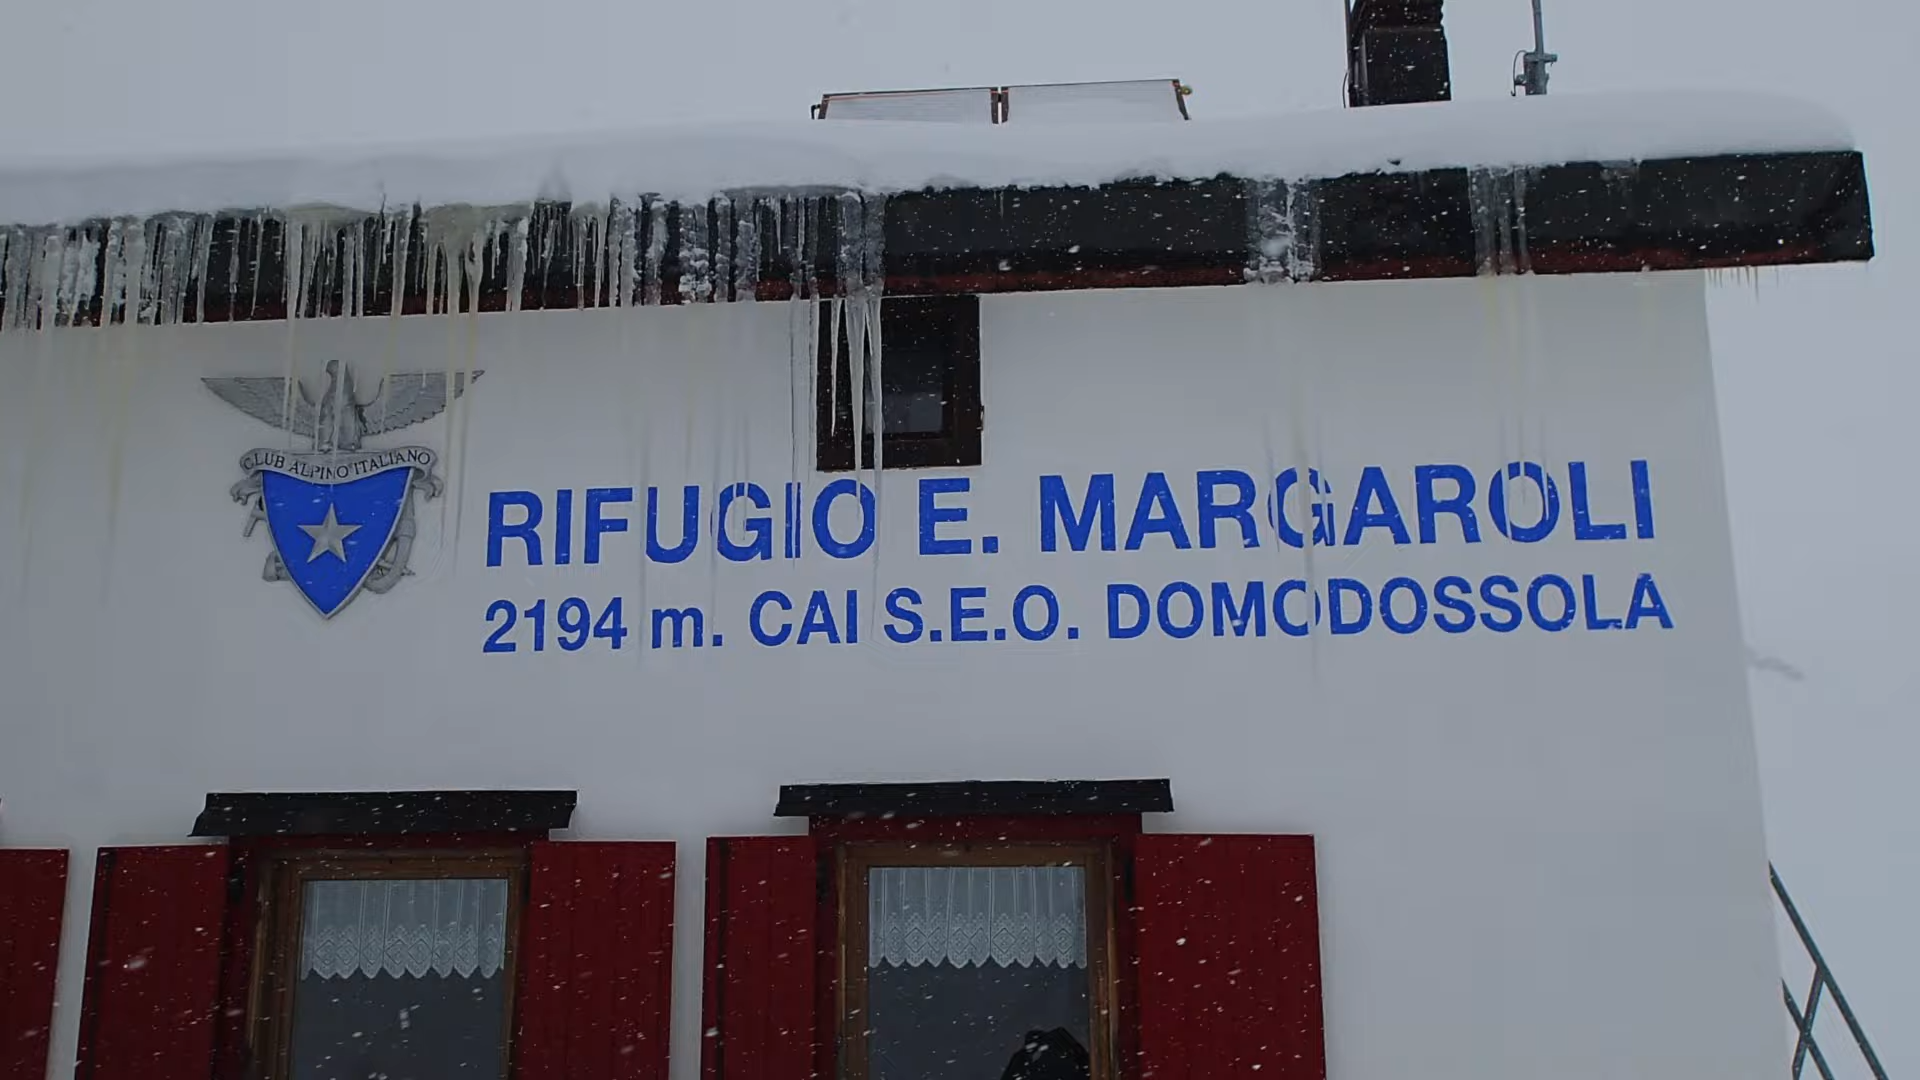 CLUB ALPINO ITALIANO
RIFUGIO E. MARGAROLI
2194 m. CAI S.E.O. DOMODOSSOLA